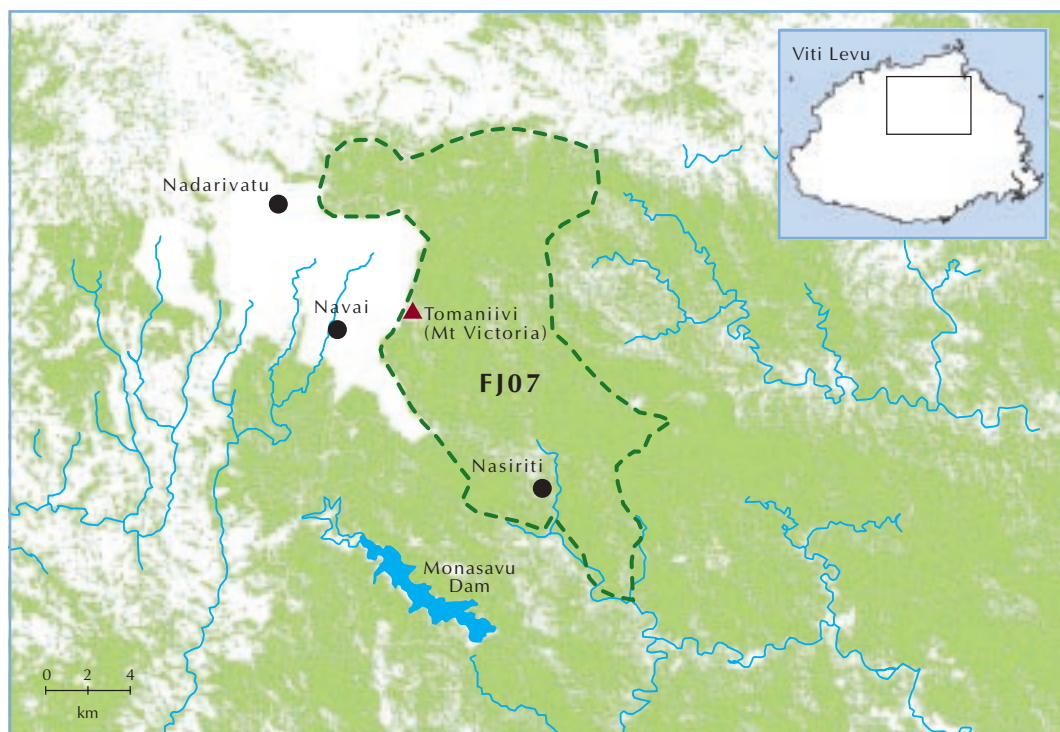 Viti Levu
Nadarivatu
Navai
Tomaniivi
(Mt Victoria)
FJ07
Nasiriti
Monasavu
Dam
0 2 4
km